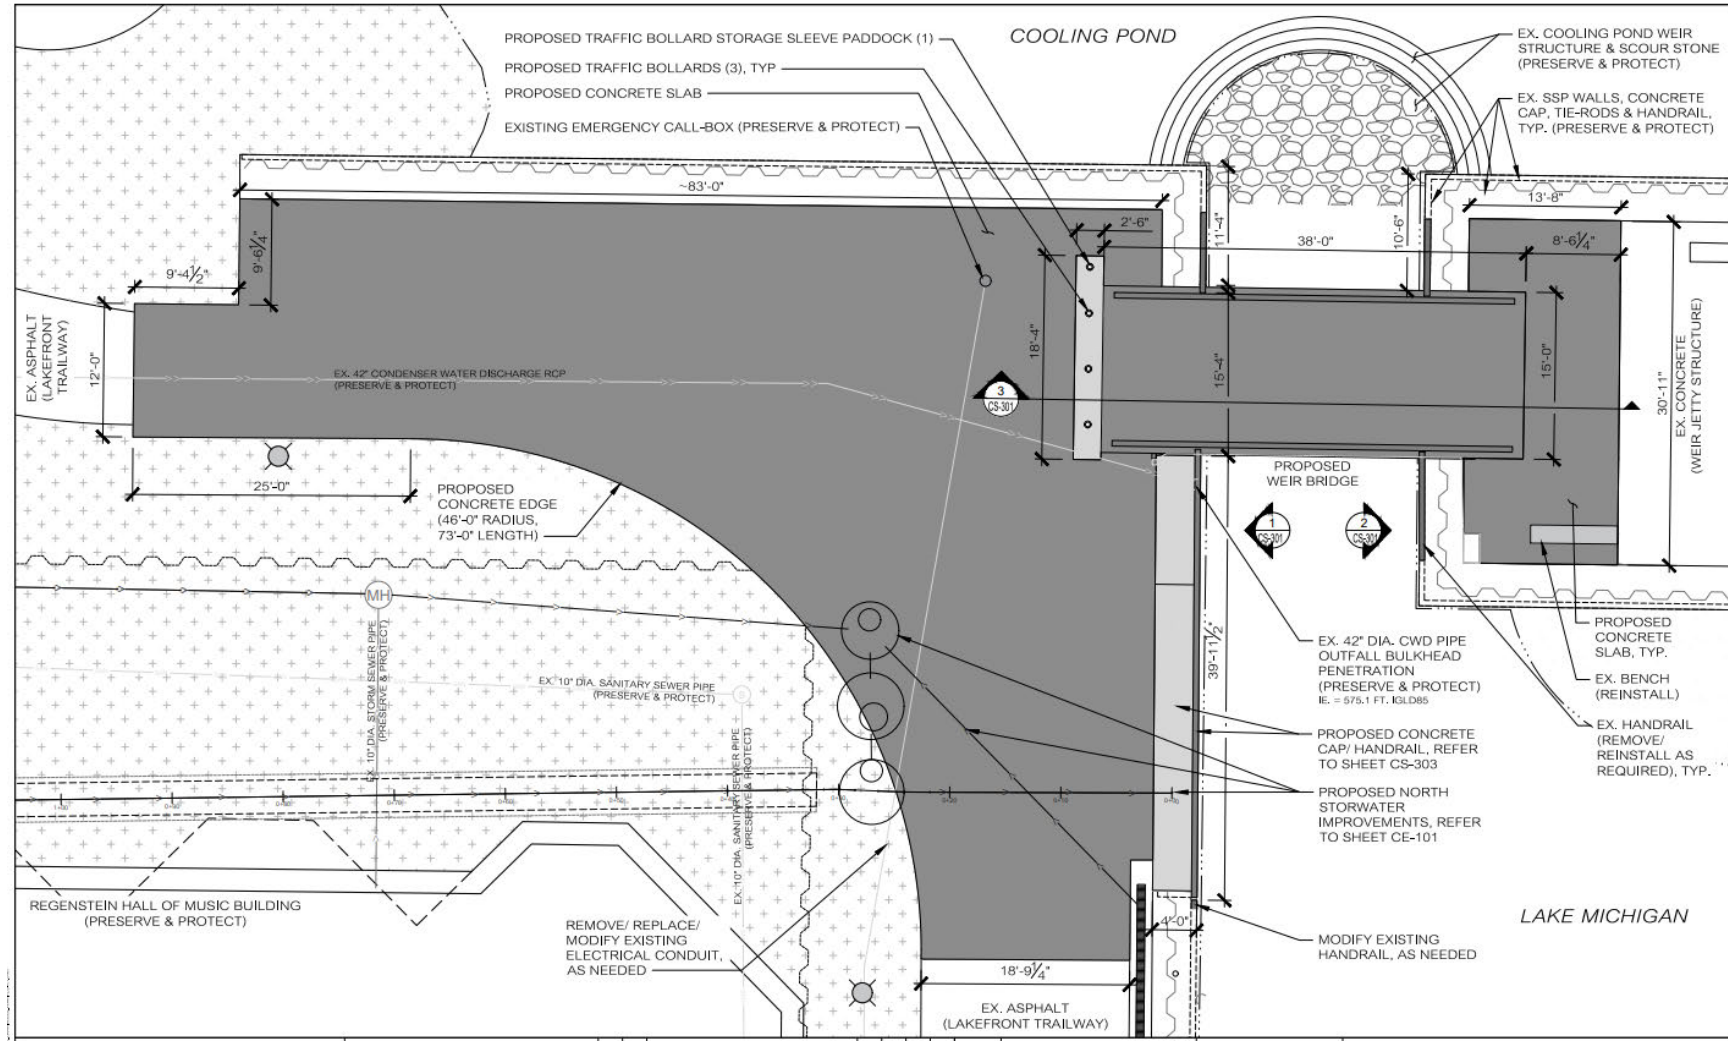 COOLING POND
PROPOSED TRAFFIC BOLLARD STORAGE SLEEVE PADDOCK (1)
PROPOSED TRAFFIC BOLLARDS (3), TYP
PROPOSED CONCRETE SLAB
EXISTING EMERGENCY CALL-BOX (PRESERVE & PROTECT)
EX. COOLING POND WEIR
STRUCTURE & SCOUR STONE
(PRESERVE & PROTECT)
EX. SSP WALLS, CONCRETE
CAP, TIE-RODS & HANDRAIL,
TYP. (PRESERVE & PROTECT)
~83'-0"
13'-8"
2'-6"
11'-4"
38'-0"
10'-6"
8'-6¼"
9'-4½"
9'-6¼"
EX. ASPHALT
(LAKEFRONT
TRAILWAY)
12'-0"
EX. 42" CONDENSER WATER DISCHARGE RCP
(PRESERVE & PROTECT)
18'-4"
15'-4"
15'-0"
30'-11"
EX. CONCRETE
(WEIR JETTY STRUCTURE)
3
CS-301
25'-0"
PROPOSED
CONCRETE EDGE
(46'-0" RADIUS,
73'-0" LENGTH)
PROPOSED
WEIR BRIDGE
1
CS-301
2
CS-301
MH
EX. 10" DIA. STORM SEWER PIPE
(PRESERVE & PROTECT)
EX. 10" DIA. SANITARY SEWER PIPE
(PRESERVE & PROTECT)
S
EX. 10" DIA. SANITARY SEWER PIPE
(PRESERVE & PROTECT)
39'-11½"
EX. 42" DIA. CWD PIPE
OUTFALL BULKHEAD
PENETRATION
(PRESERVE & PROTECT)
IE. = 575.1 FT. IGLD85
PROPOSED
CONCRETE
SLAB, TYP.
EX. BENCH
(REINSTALL)
EX. HANDRAIL
(REMOVE/
REINSTALL AS
REQUIRED), TYP.
PROPOSED CONCRETE
CAP/ HANDRAIL, REFER
TO SHEET CS-303
PROPOSED NORTH
STORWATER
IMPROVEMENTS, REFER
TO SHEET CE-101
0+20
0+10
0+00
REGENSTEIN HALL OF MUSIC BUILDING
(PRESERVE & PROTECT)
REMOVE/ REPLACE/
MODIFY EXISTING
ELECTRICAL CONDUIT,
AS NEEDED
4'-0"
MODIFY EXISTING
HANDRAIL, AS NEEDED
LAKE MICHIGAN
18'-9¼"
EX. ASPHALT
(LAKEFRONT TRAILWAY)